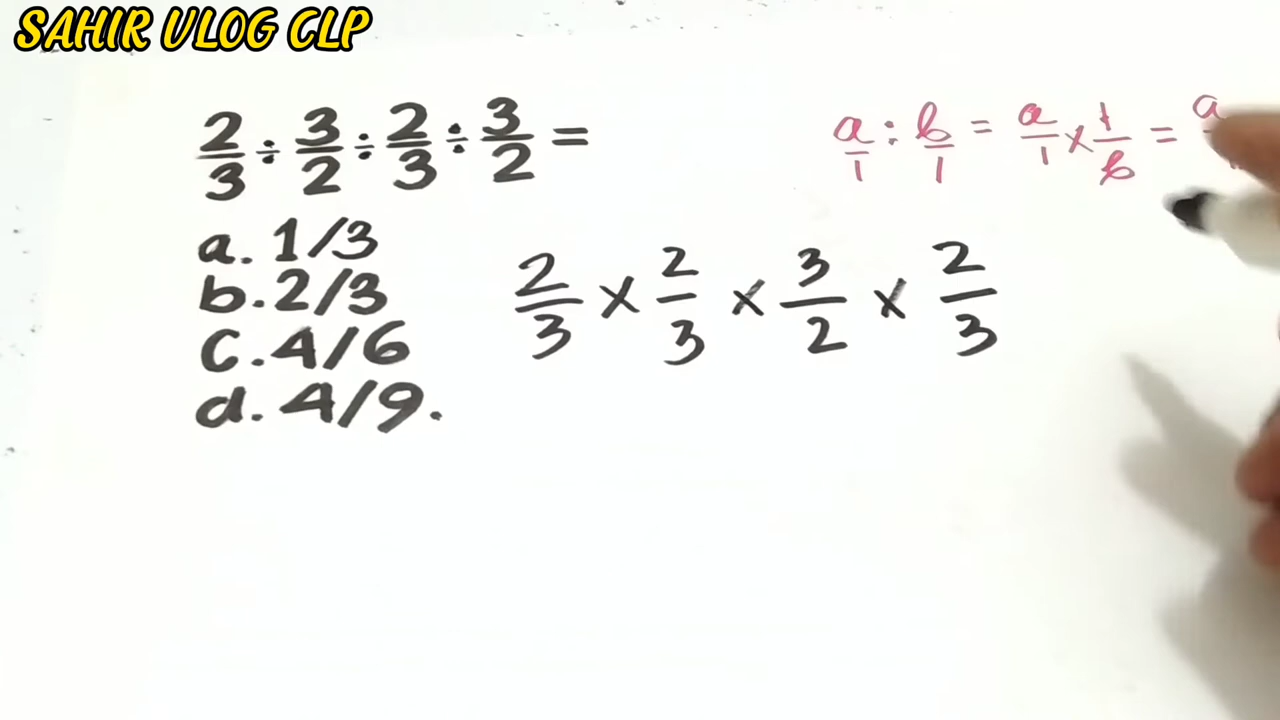 SAHIR VLOG CLP
2/3 ÷ 3/2 ÷ 2/3 ÷ 3/2 =
a/1 : b/1 = a/1 × 1/b = a
a. 1/3
b. 2/3
c. 4/6
d. 4/9.
2/3 × 2/3 × 3/2 × 2/3